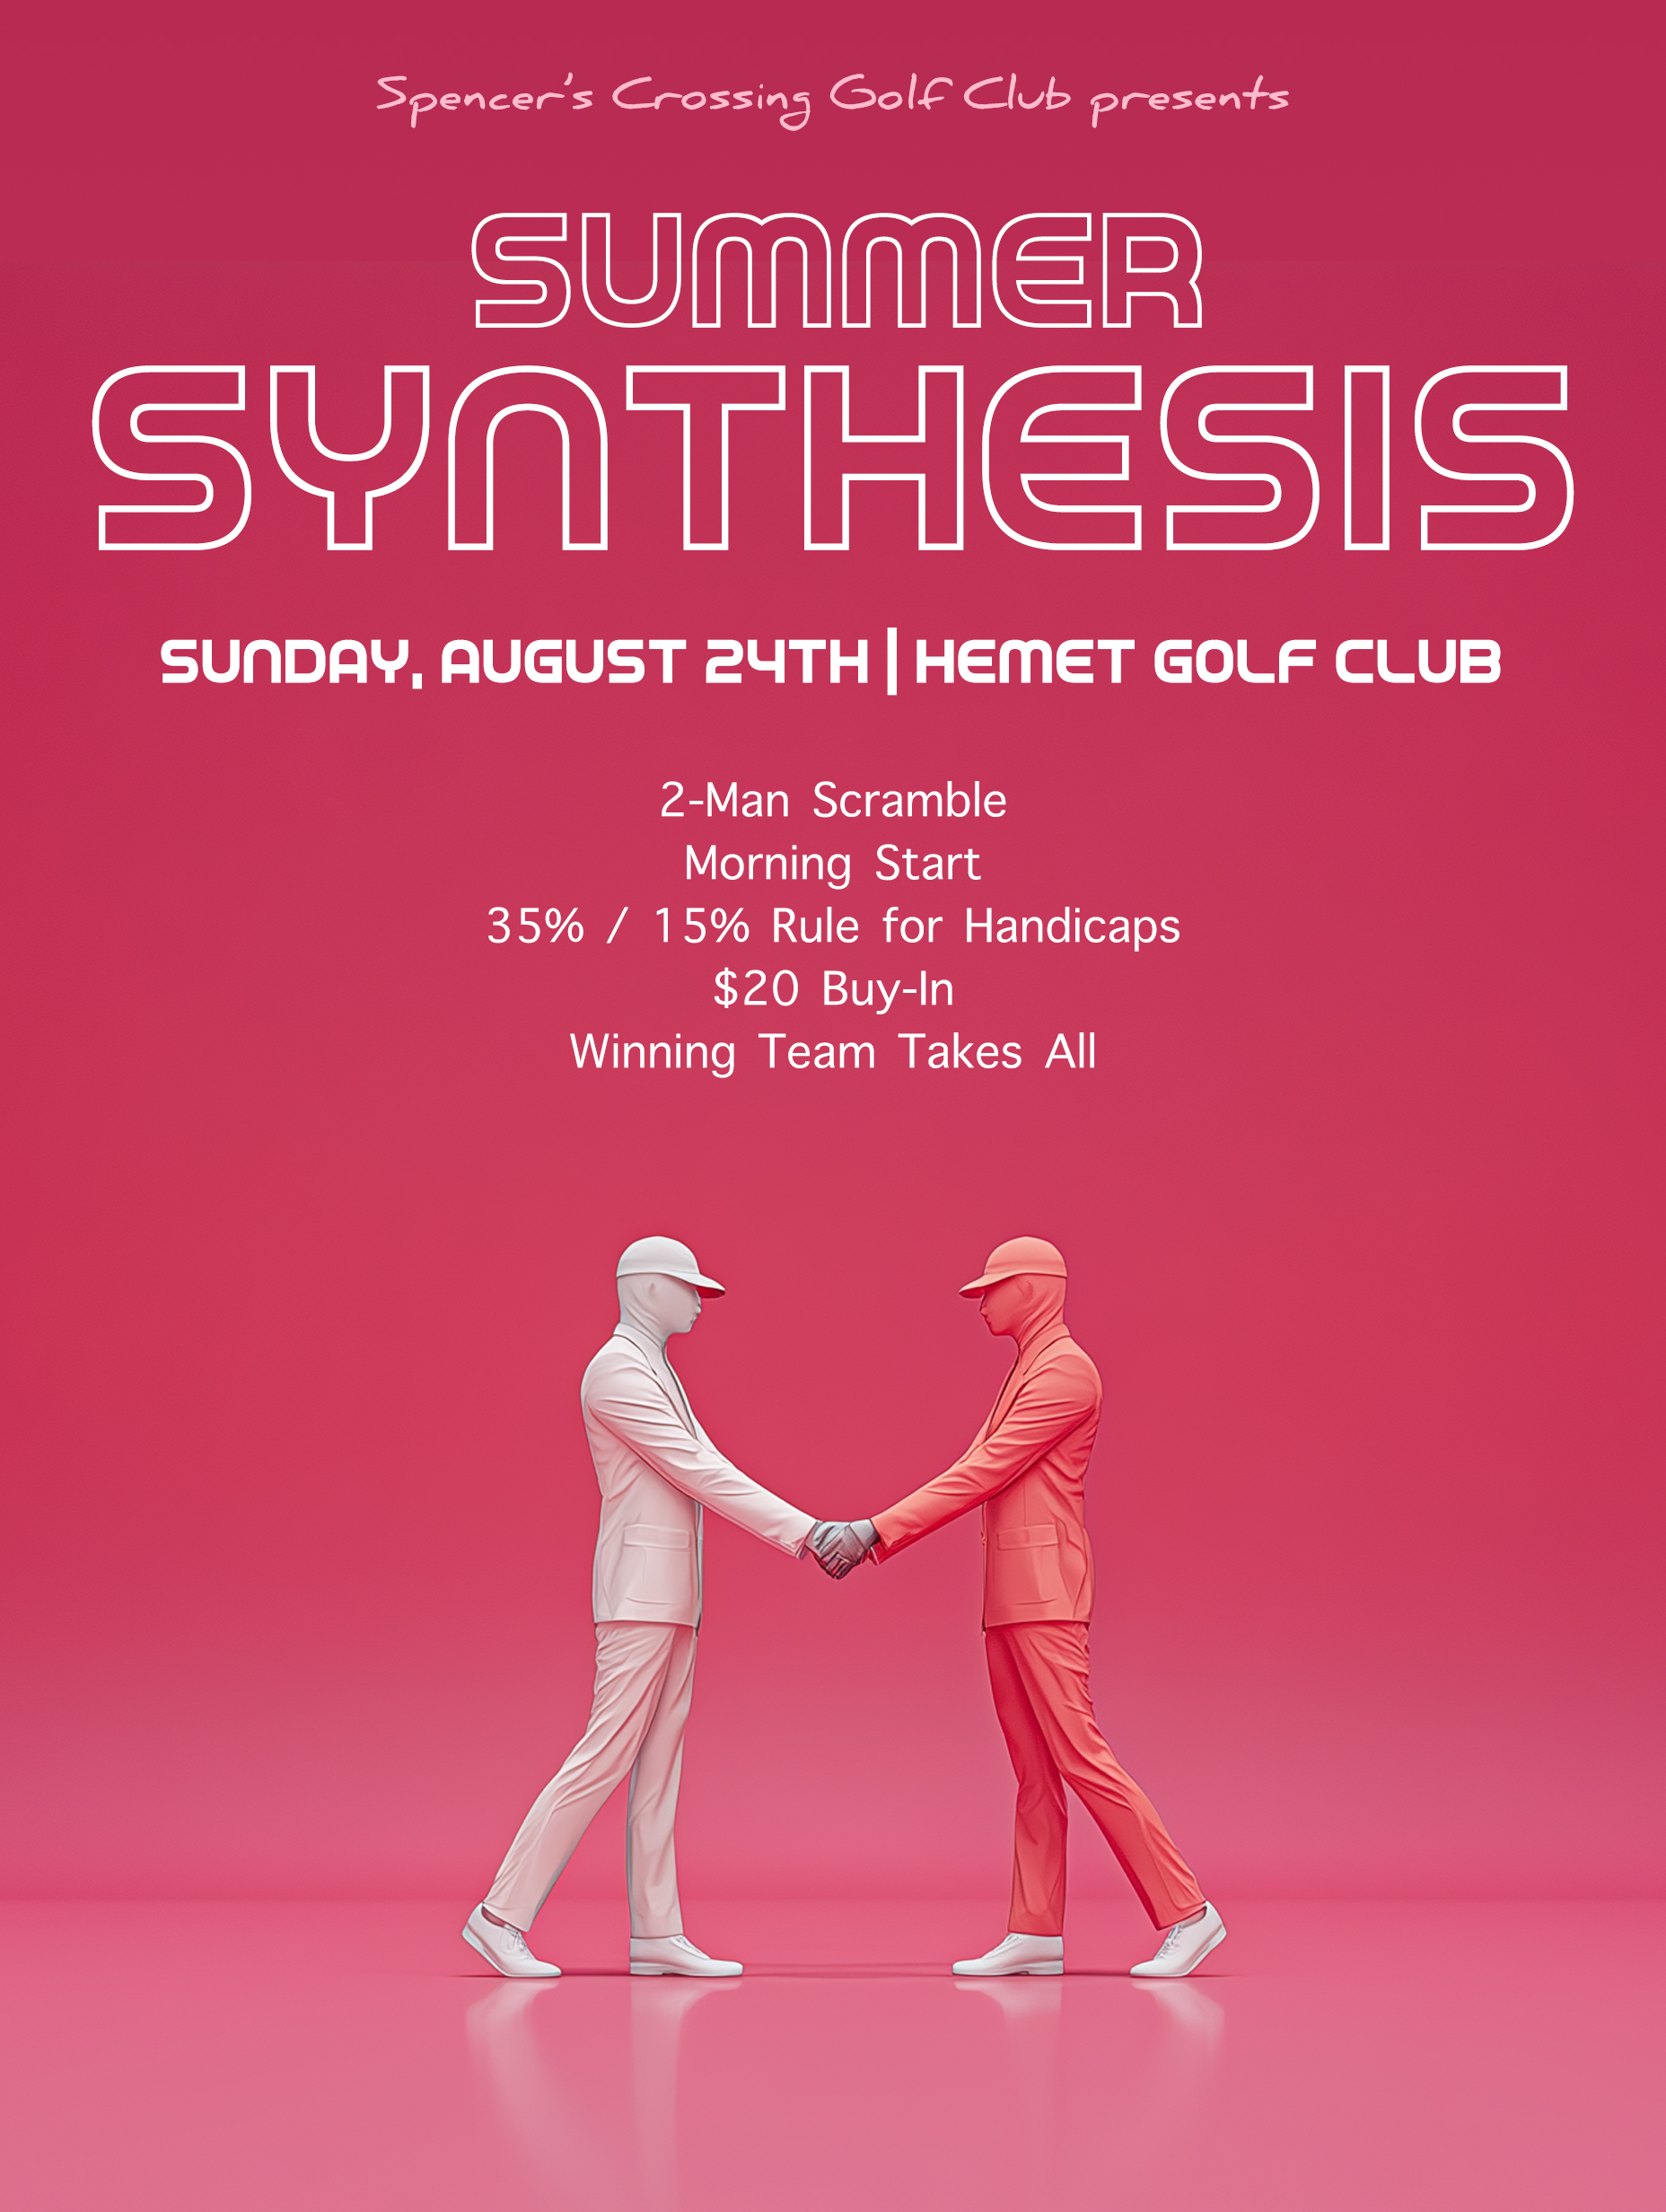 Spencer's Crossing Golf Club presents
SUMMER
SYNTHESIS
SUNDAY, AUGUST 24TH | HEMET GOLF CLUB
2-Man Scramble
Morning Start
35% / 15% Rule for Handicaps
$20 Buy-In
Winning Team Takes All